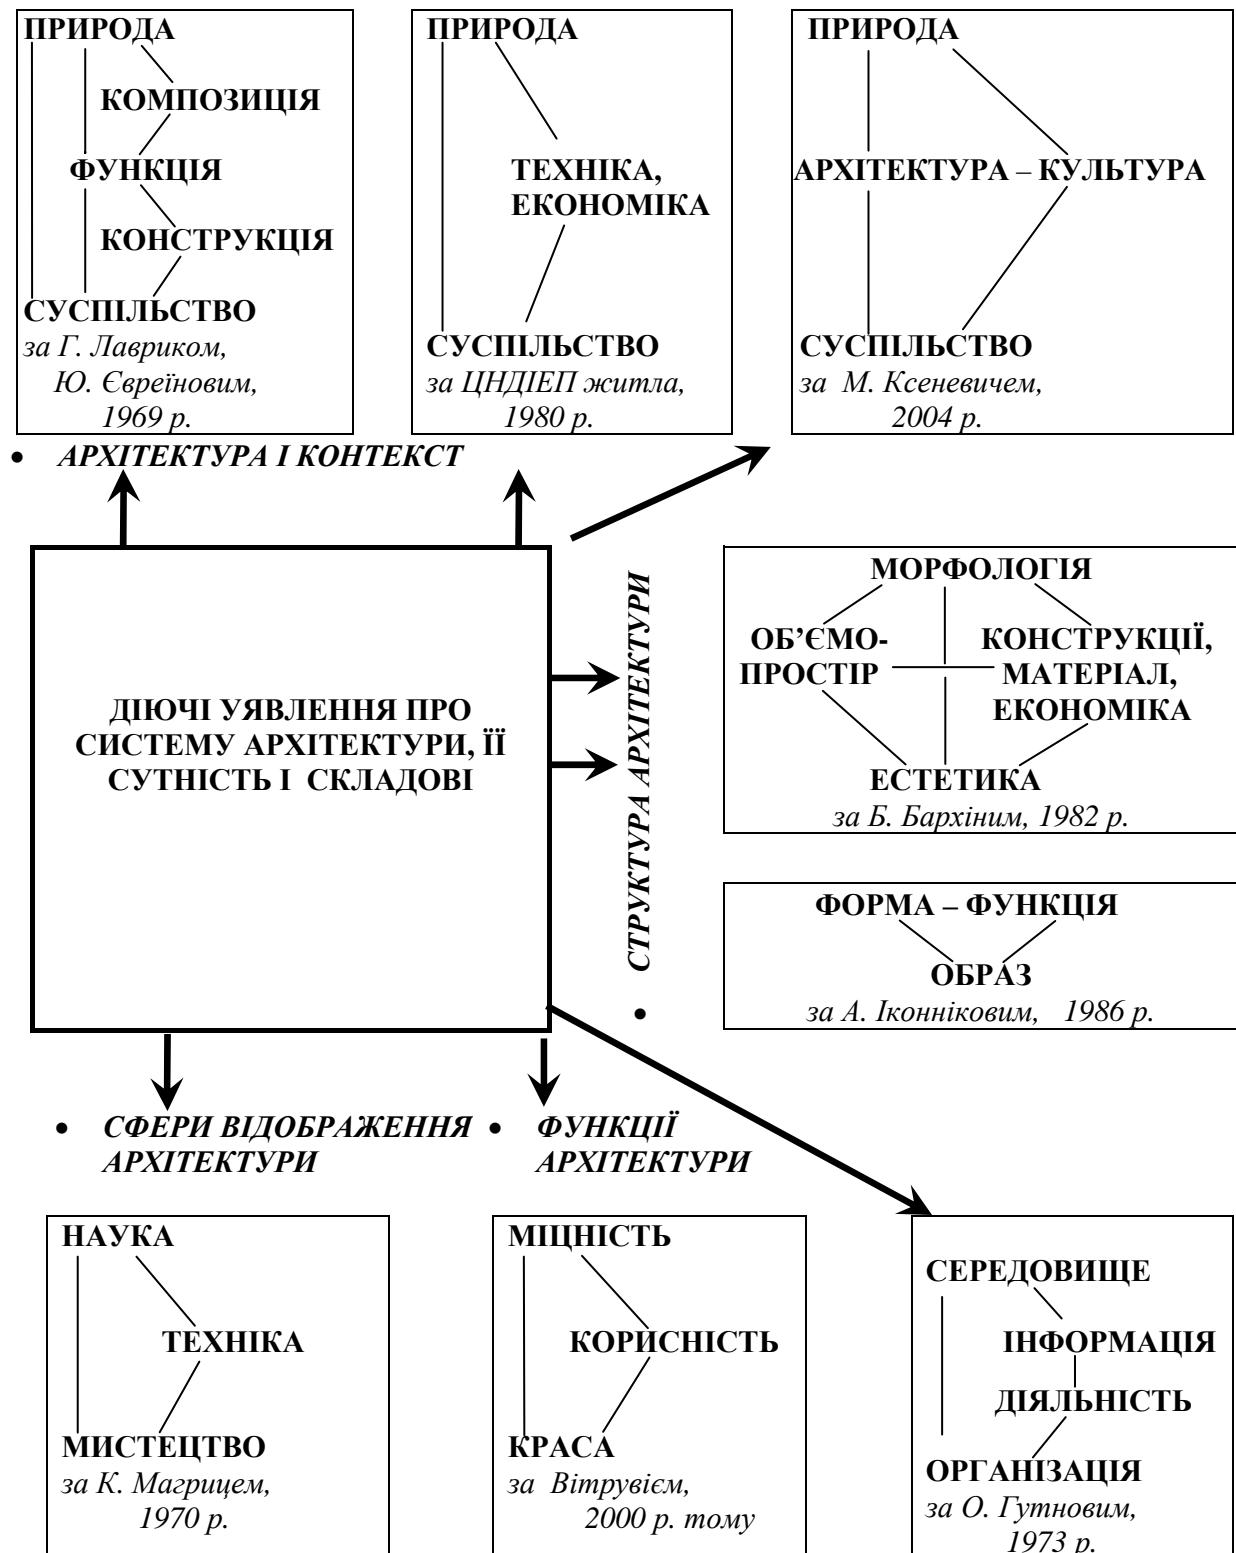 ПРИРОДА
КОМПОЗИЦІЯ
ФУНКЦІЯ
КОНСТРУКЦІЯ
СУСПІЛЬСТВО
за Г. Лавриком,
Ю. Євреїновим,
1969 р.
ПРИРОДА
ТЕХНІКА,
ЕКОНОМІКА
СУСПІЛЬСТВО
за ЦНДІЕП житла,
1980 р.
ПРИРОДА
АРХІТЕКТУРА – КУЛЬТУРА
СУСПІЛЬСТВО
за М. Ксеневичем,
2004 р.
• АРХІТЕКТУРА І КОНТЕКСТ
ДІЮЧІ УЯВЛЕННЯ ПРО
СИСТЕМУ АРХІТЕКТУРИ, ЇЇ
СУТНІСТЬ І СКЛАДОВІ
• СТРУКТУРА АРХІТЕКТУРИ
МОРФОЛОГІЯ
ОБ’ЄМО-
ПРОСТІР
КОНСТРУКЦІЇ,
МАТЕРІАЛ,
ЕКОНОМІКА
ЕСТЕТИКА
за Б. Бархіним, 1982 р.
ФОРМА – ФУНКЦІЯ
ОБРАЗ
за А. Іконніковим, 1986 р.
• СФЕРИ ВІДОБРАЖЕННЯ
АРХІТЕКТУРИ
• ФУНКЦІЇ
АРХІТЕКТУРИ
НАУКА
ТЕХНІКА
МИСТЕЦТВО
за К. Магрицем,
1970 р.
МІЦНІСТЬ
КОРИСНІСТЬ
КРАСА
за Вітрувієм,
2000 р. тому
СЕРЕДОВИЩЕ
ІНФОРМАЦІЯ
ДІЯЛЬНІСТЬ
ОРГАНІЗАЦІЯ
за О. Гутновим,
1973 р.